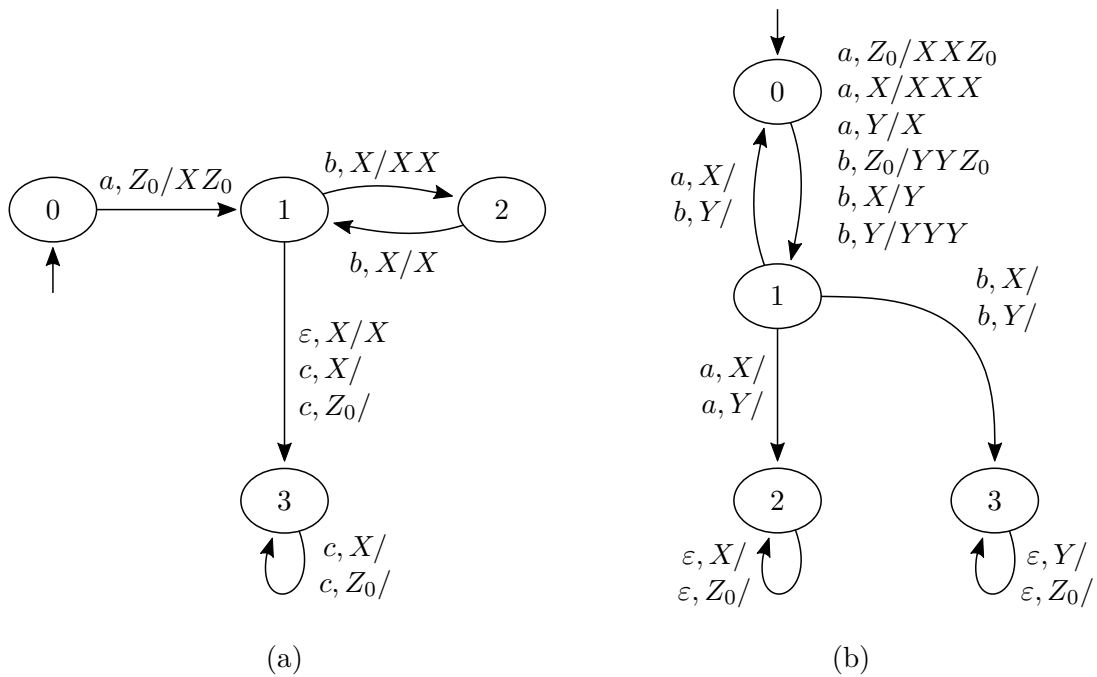 0
a, Z₀/XZ₀
1
b, X/XX
2
b, X/X
ε, X/X
c, X/
c, Z₀/
3
c, X/
c, Z₀/
(a)
0
a, Z₀/XXZ₀
a, X/XXX
a, Y/X
b, Z₀/YYZ₀
b, X/Y
b, Y/YYY
a, X/
b, Y/
1
b, X/
b, Y/
a, X/
a, Y/
2
3
ε, X/
ε, Z₀/
ε, Y/
ε, Z₀/
(b)